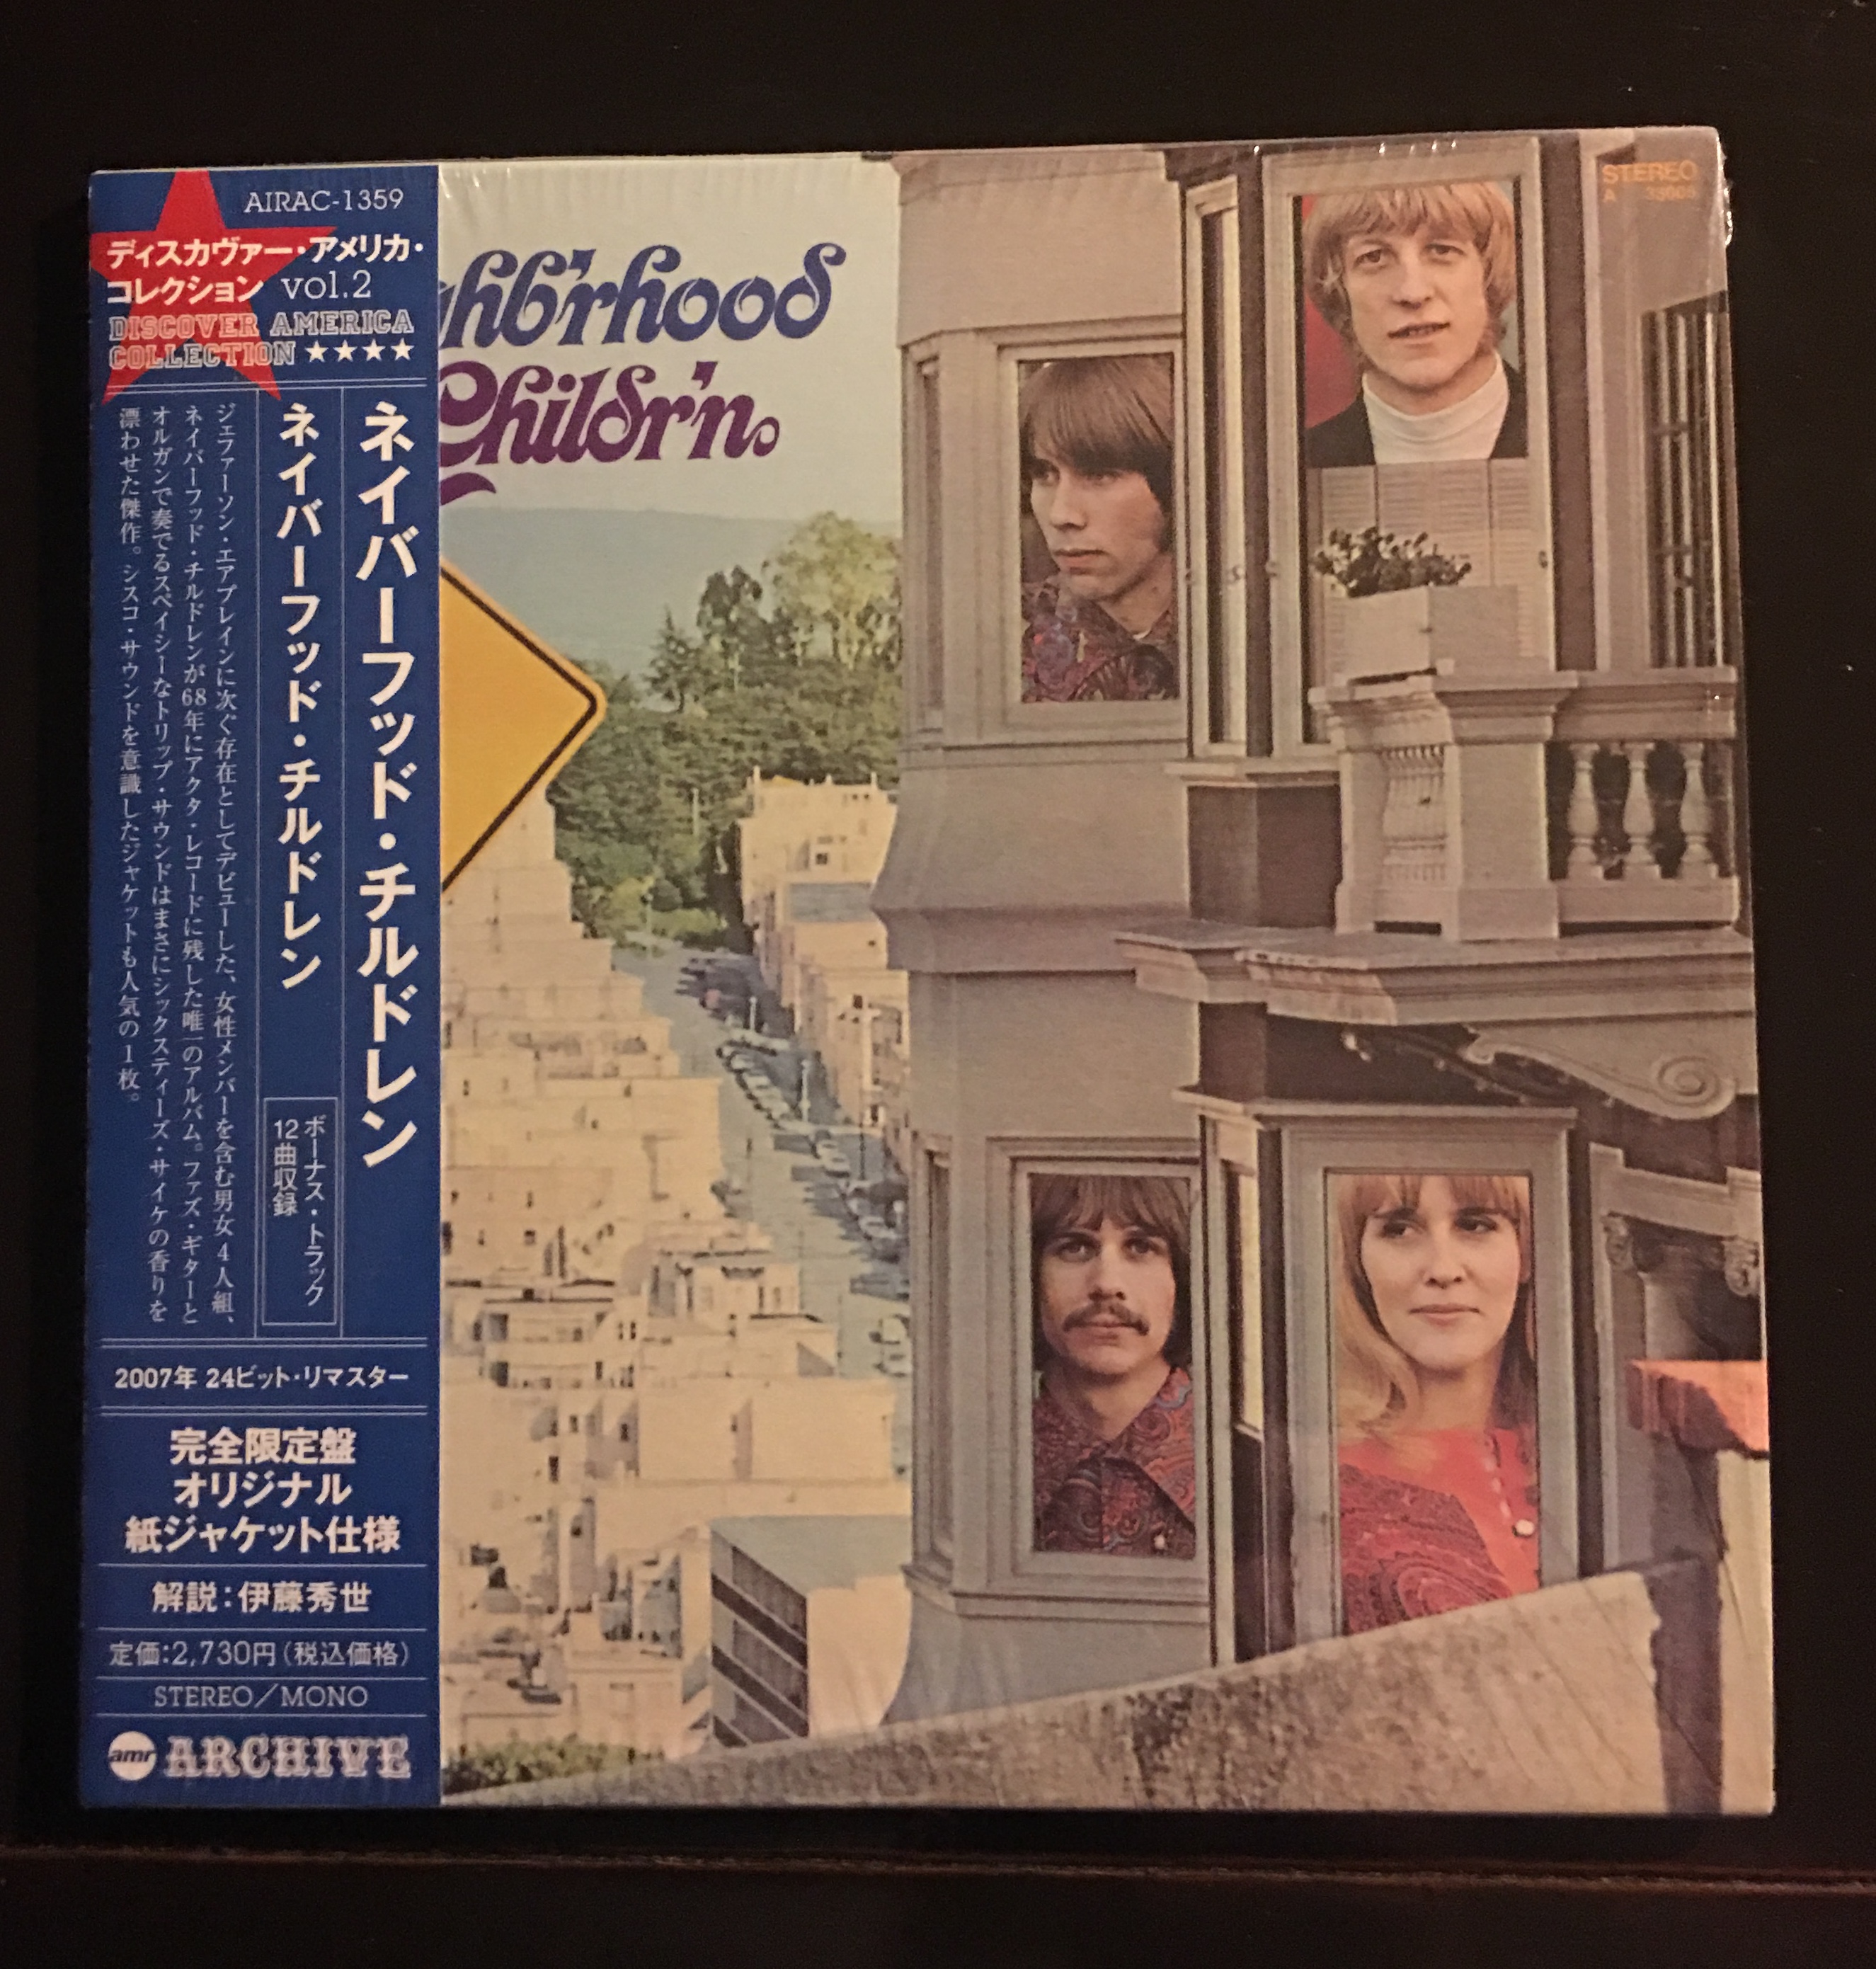 AIRAC-1359
ディスカヴァー・アメリカ・
コレクション vol.2
DISCOVER AMERICA
COLLECTION ★★★★
ネイバーフッド・チルドレン
ネイバーフッド・チルドレン
ボーナス・トラック
12曲収録
ジェファーソン・エアプレインに次ぐ存在としてデビューした、女性メンバーを含む男女4人組、
ネイバーフッド・チルドレンが68年にアクタ・レコードに残した唯一のアルバム。ファズ・ギターと
オルガンで奏でるスペイシーなトリップ・サウンドはまさにシックスティーズ・サイケの香りを
漂わせた傑作。シスコ・サウンドを意識したジャケットも人気の1枚。
2007年 24ビット・リマスター
完全限定盤
オリジナル
紙ジャケット仕様
解説:伊藤秀世
定価:2,730円(税込価格)
STEREO/MONO
amr ARCHIVE
ghb'rhood
Childr'n.
STEREO
A